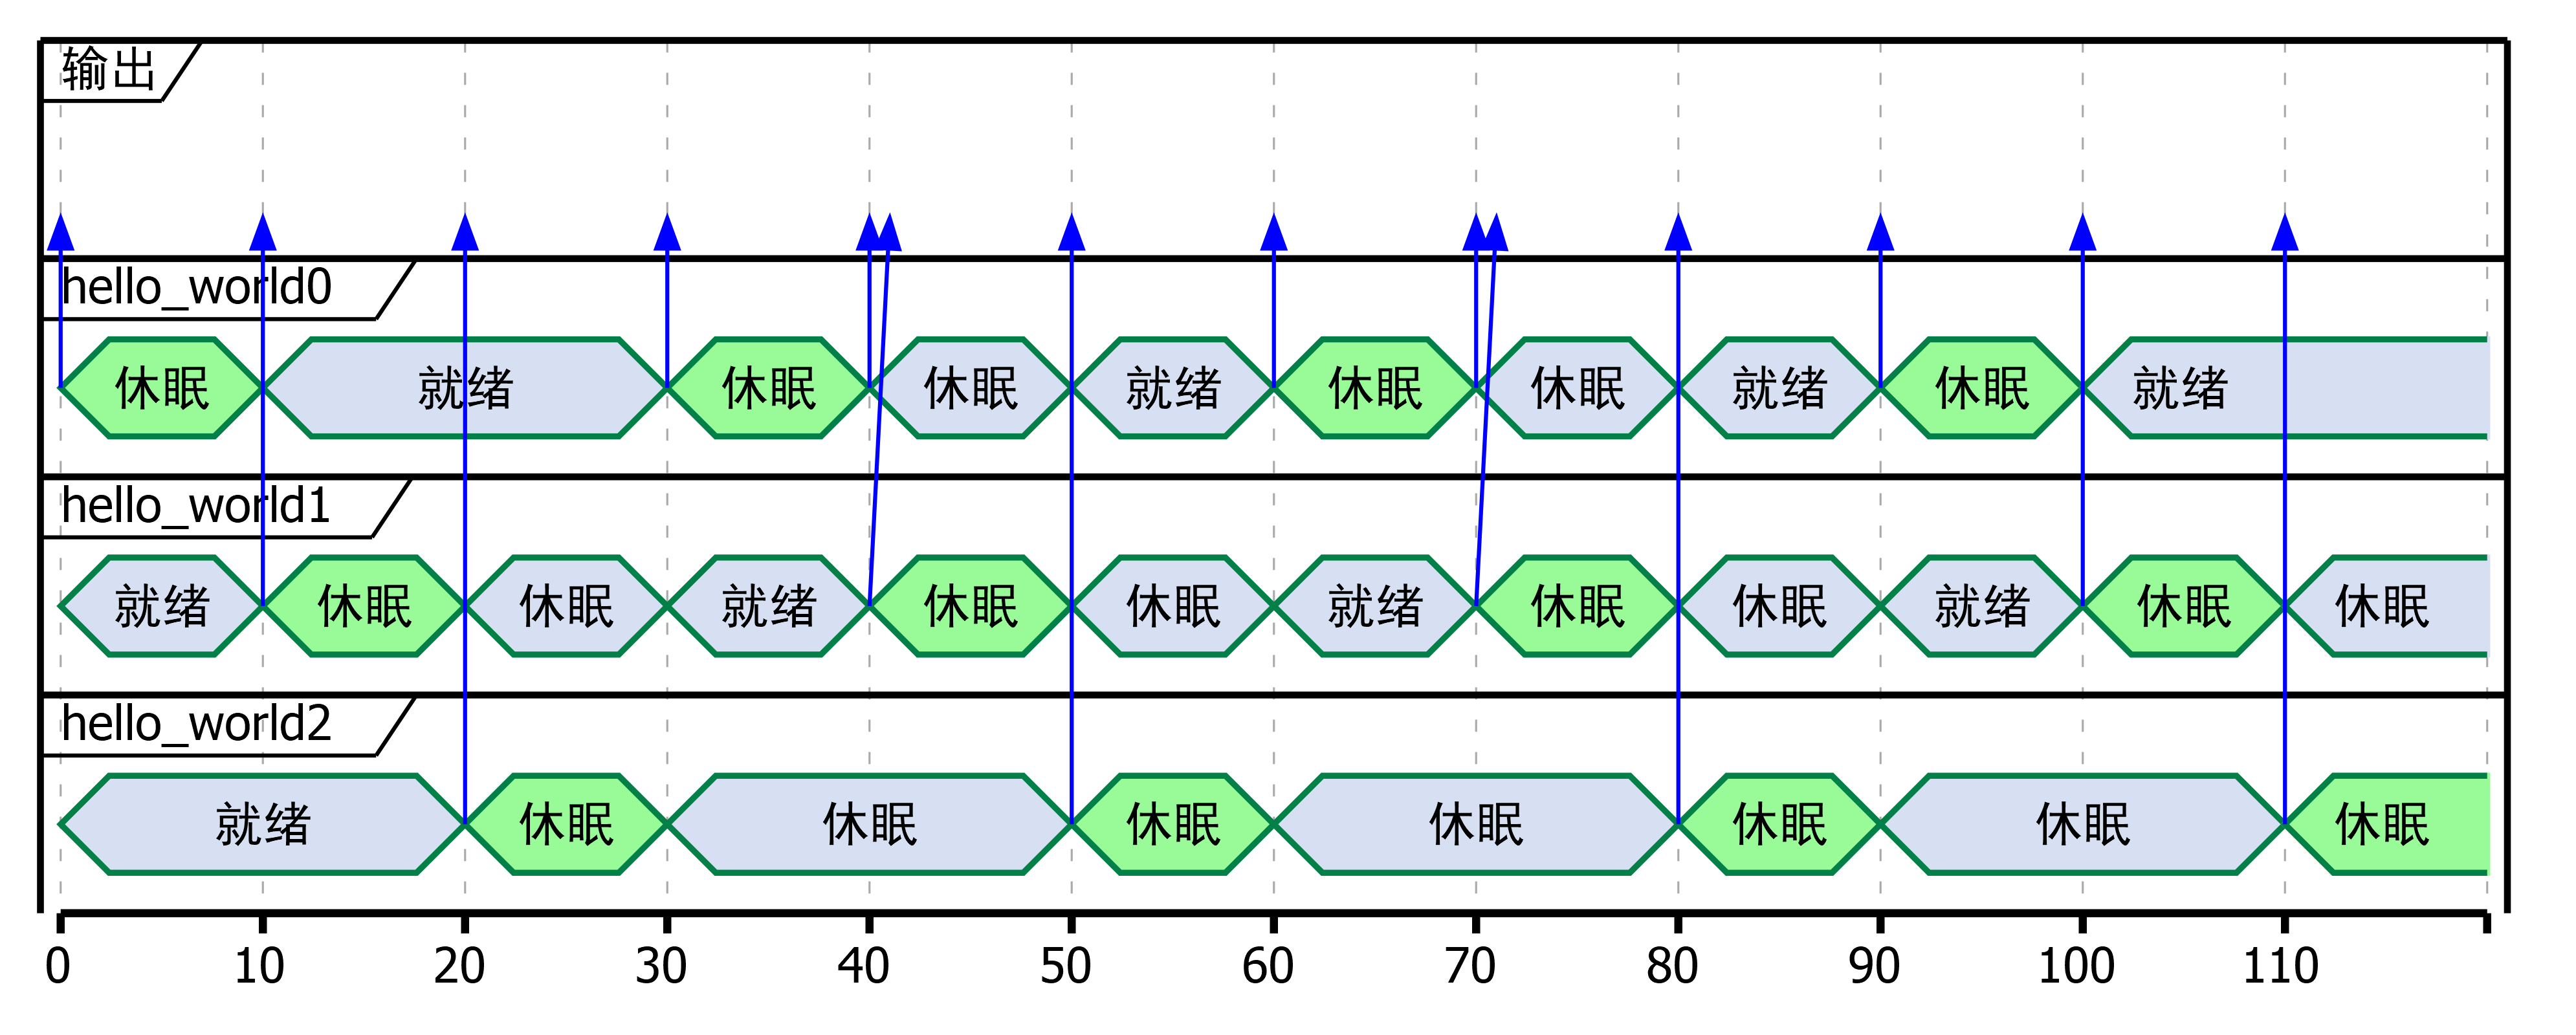 输出
hello_world0
休眠 就绪 休眠 休眠 就绪 休眠 休眠 就绪 休眠 就绪
hello_world1
就绪 休眠 休眠 就绪 休眠 休眠 就绪 休眠 休眠 就绪 休眠 休眠
hello_world2
就绪 休眠 休眠 休眠 休眠 休眠 休眠 休眠
0 10 20 30 40 50 60 70 80 90 100 110